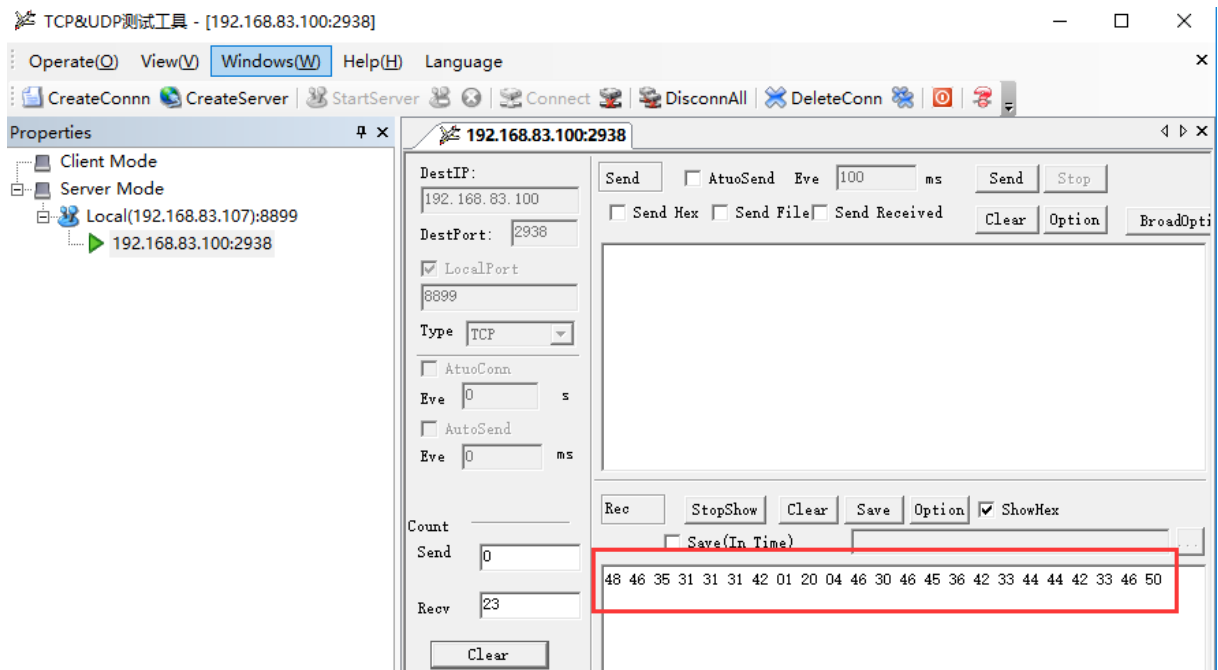 TCP&UDP测试工具 - [192.168.83.100:2938]
Operate(O) View(V) Windows(W) Help(H) Language
CreateConnn CreateServer StartServer Connect DisconnAll DeleteConn
Properties
Client Mode
Server Mode
Local(192.168.83.107):8899
192.168.83.100:2938
192.168.83.100:2938
DestIP:
192.168.83.100
DestPort: 2938
LocalPort
8899
Type TCP
AtuoConn
Eve 0 s
AutoSend
Eve 0 ms
Count
Send 0
Recv 23
Clear
Send AtuoSend Eve 100 ms Send Stop
Send Hex Send File Send Received Clear Option BroadOpti
Rec StopShow Clear Save Option ShowHex
Save(In Time) ...
48 46 35 31 31 31 42 01 20 04 46 30 46 45 36 42 33 44 44 42 33 46 50